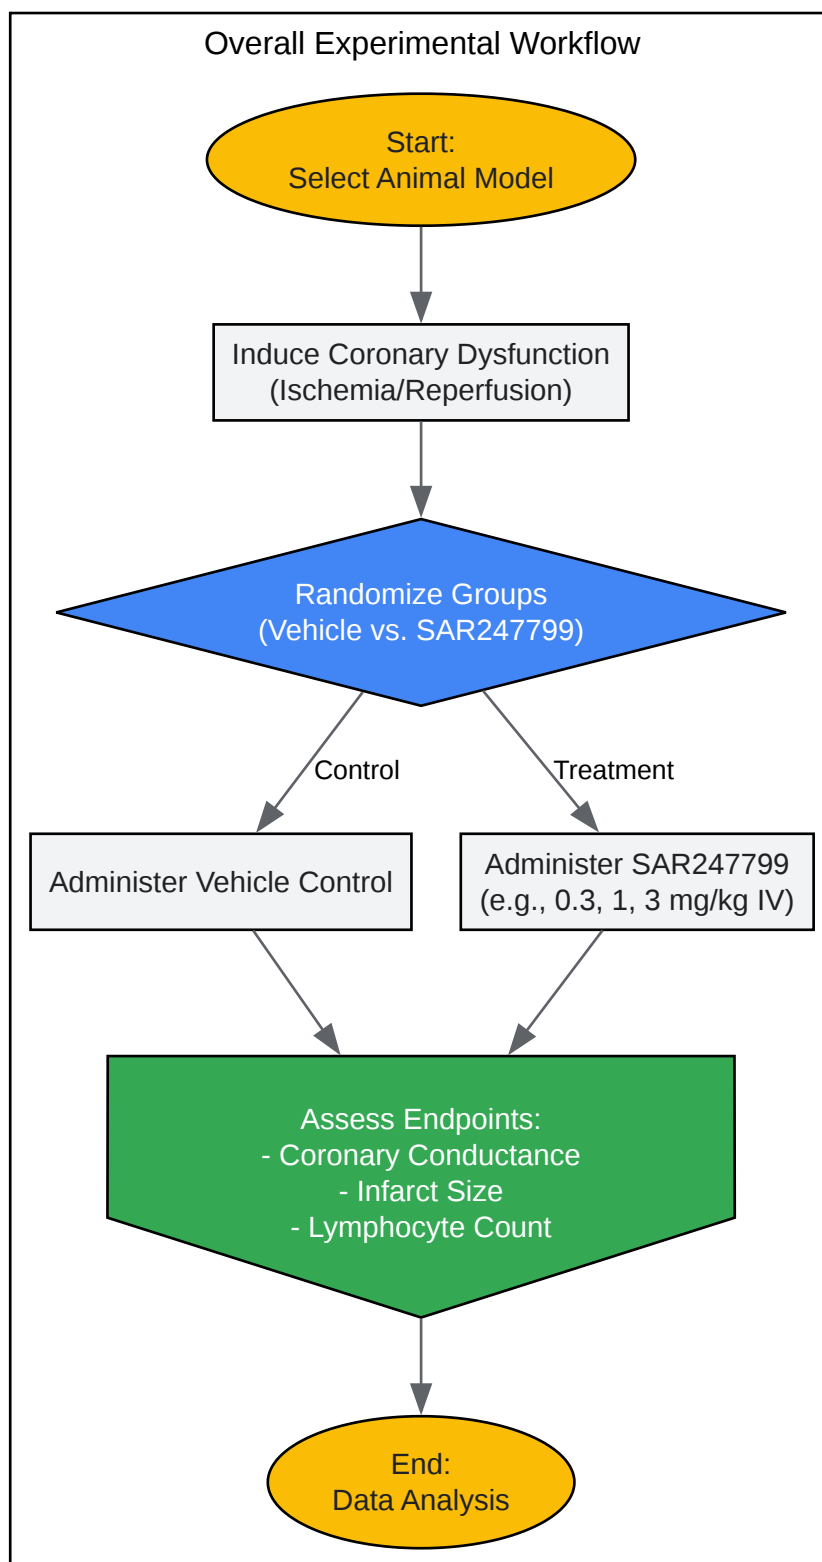 Overall Experimental Workflow
Start:
Select Animal Model
Induce Coronary Dysfunction
(Ischemia/Reperfusion)
Randomize Groups
(Vehicle vs. SAR247799)
Control
Treatment
Administer Vehicle Control
Administer SAR247799
(e.g., 0.3, 1, 3 mg/kg IV)
Assess Endpoints:
- Coronary Conductance
- Infarct Size
- Lymphocyte Count
End:
Data Analysis